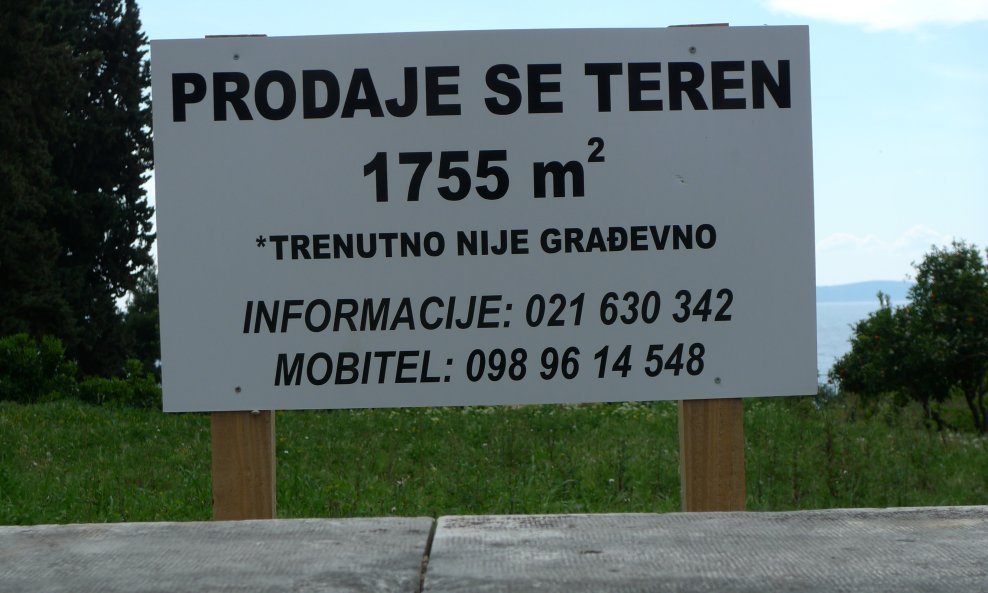 PRODAJE SE TEREN
1755 m²
*TRENUTNO NIJE GRAĐEVNO
INFORMACIJE: 021 630 342
MOBITEL: 098 96 14 548